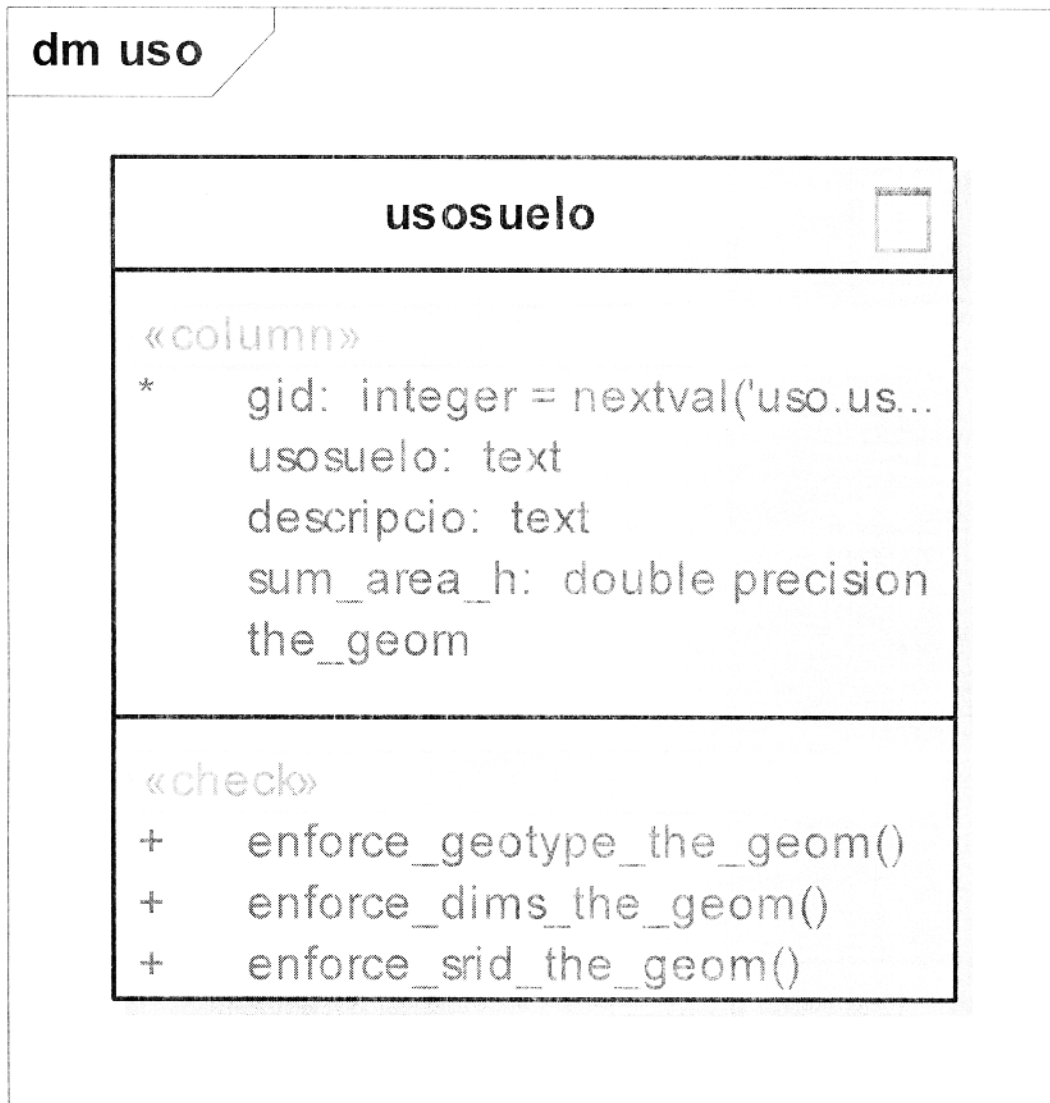 dm uso
usosuelo
«column»
* gid: integer = nextval('uso.us...
usosuelo: text
descripcio: text
sum_area_h: double precision
the_geom
«check»
+ enforce_geotype_the_geom()
+ enforce_dims_the_geom()
+ enforce_srid_the_geom()